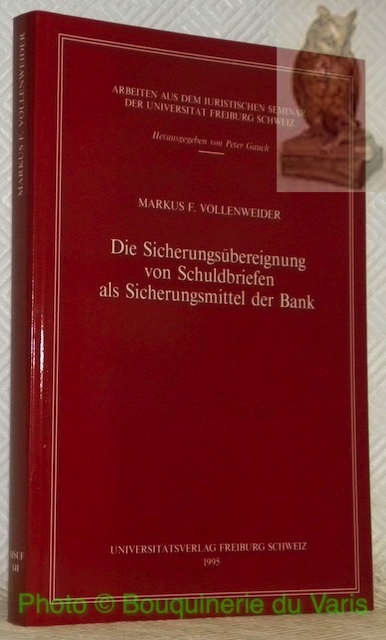 ARBEITEN AUS DEM IURISTISCHEN SEMINAR
DER UNIVERSITÄT FREIBURG SCHWEIZ
Herausgegeben von Peter Gauch
MARKUS F. VOLLENWEIDER
Die Sicherungsübereignung
von Schuldbriefen
als Sicherungsmittel der Bank
UNIVERSITÄTSVERLAG FREIBURG SCHWEIZ
1995
MARKUS F. VOLLENWEIDER
Photo © Bouquinerie du Varis